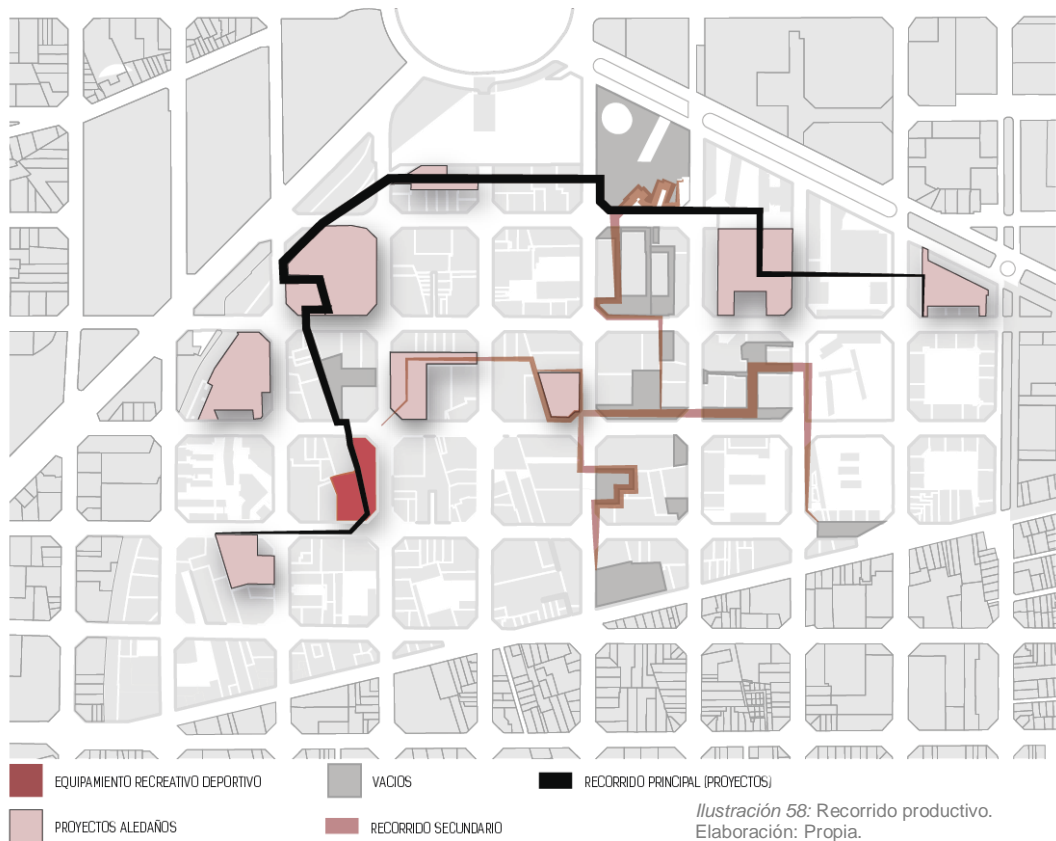 EQUIPAMIENTO RECREATIVO DEPORTIVO
VACIOS
RECORRIDO PRINCIPAL (PROYECTOS)
PROYECTOS ALEDAÑOS
RECORRIDO SECUNDARIO
Ilustración 58: Recorrido productivo.
Elaboración: Propia.